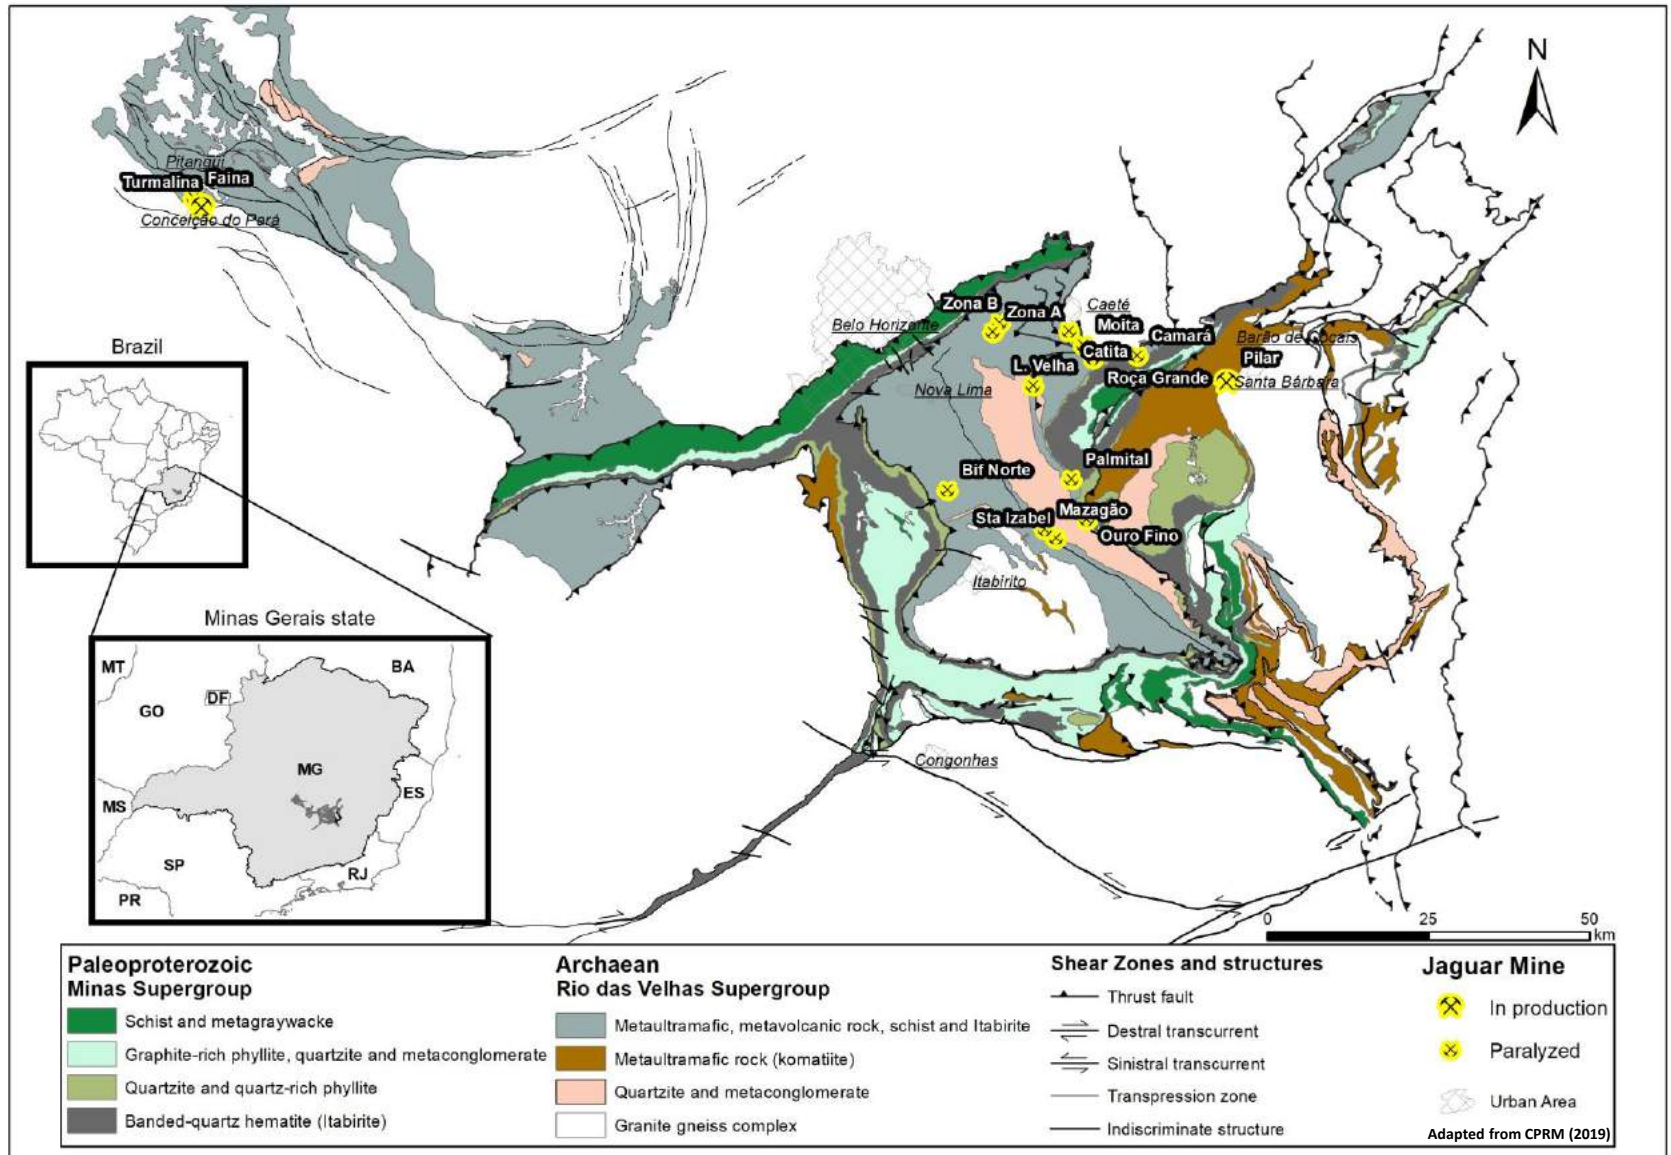 N
Pitangui
Turmalina
Faina
Conceição do Pará
Zona B
Zona A
Caeté
Belo Horizonte
Moita
Camará
Catita
Barão de Cocais
Pilar
L. Velha
Roça Grande
Nova Lima
Santa Bárbara
Brazil
Bif Norte
Palmital
Sta Izabel
Mazagão
Ouro Fino
Itabirito
Minas Gerais state
MT
BA
DF
GO
MG
MS
ES
SP
RJ
PR
Congonhas
0 25 50
km
Paleoproterozoic
Minas Supergroup
Schist and metagraywacke
Graphite-rich phyllite, quartzite and metaconglomerate
Quartzite and quartz-rich phyllite
Banded-quartz hematite (Itabirite)
Archaean
Rio das Velhas Supergroup
Metaultramafic, metavolcanic rock, schist and Itabirite
Metaultramafic rock (komatiite)
Quartzite and metaconglomerate
Granite gneiss complex
Shear Zones and structures
Thrust fault
Destral transcurrent
Sinistral transcurrent
Transpression zone
Indiscriminate structure
Jaguar Mine
In production
Paralyzed
Urban Area
Adapted from CPRM (2019)